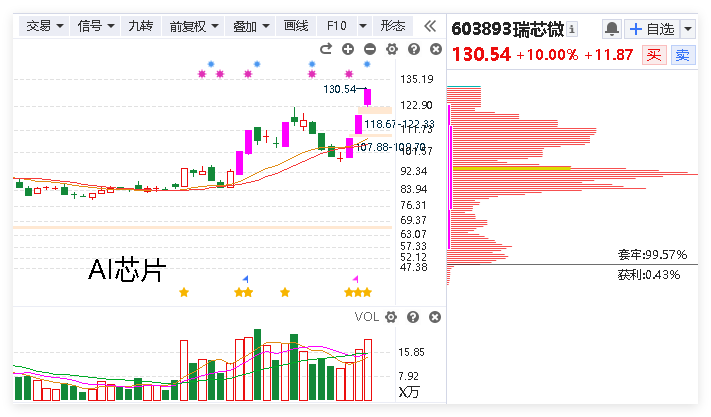 交易 信号 九转 前复权 叠加 画线 F10 形态
603893瑞芯微 自选
130.54 +10.00% +11.87 买 卖
135.19
130.54
122.90
118.67-122.33
111.73
107.88-109.70
101.57
92.34
83.94
76.31
69.37
63.07
57.33
52.12
47.38
AI芯片
套牢:99.57%
获利:0.43%
VOL
15.85
7.92
X万